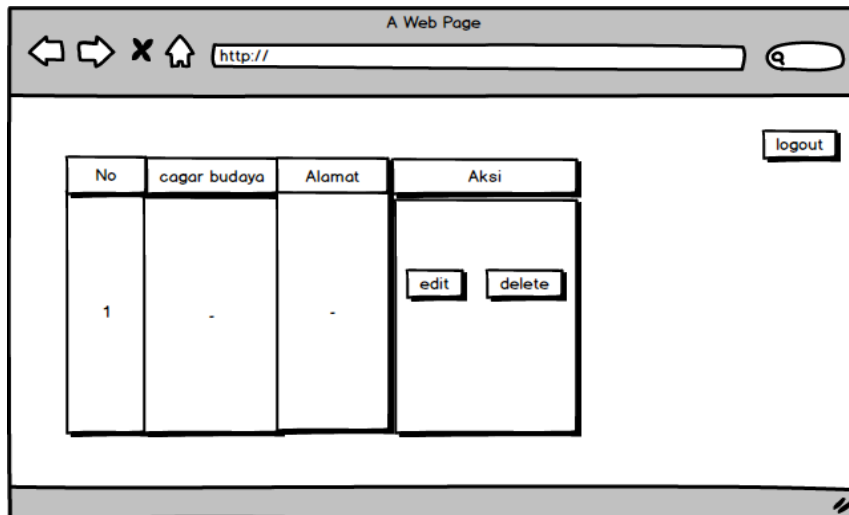 A Web Page
http://
logout
No cagar budaya Alamat Aksi
edit delete
1 - -